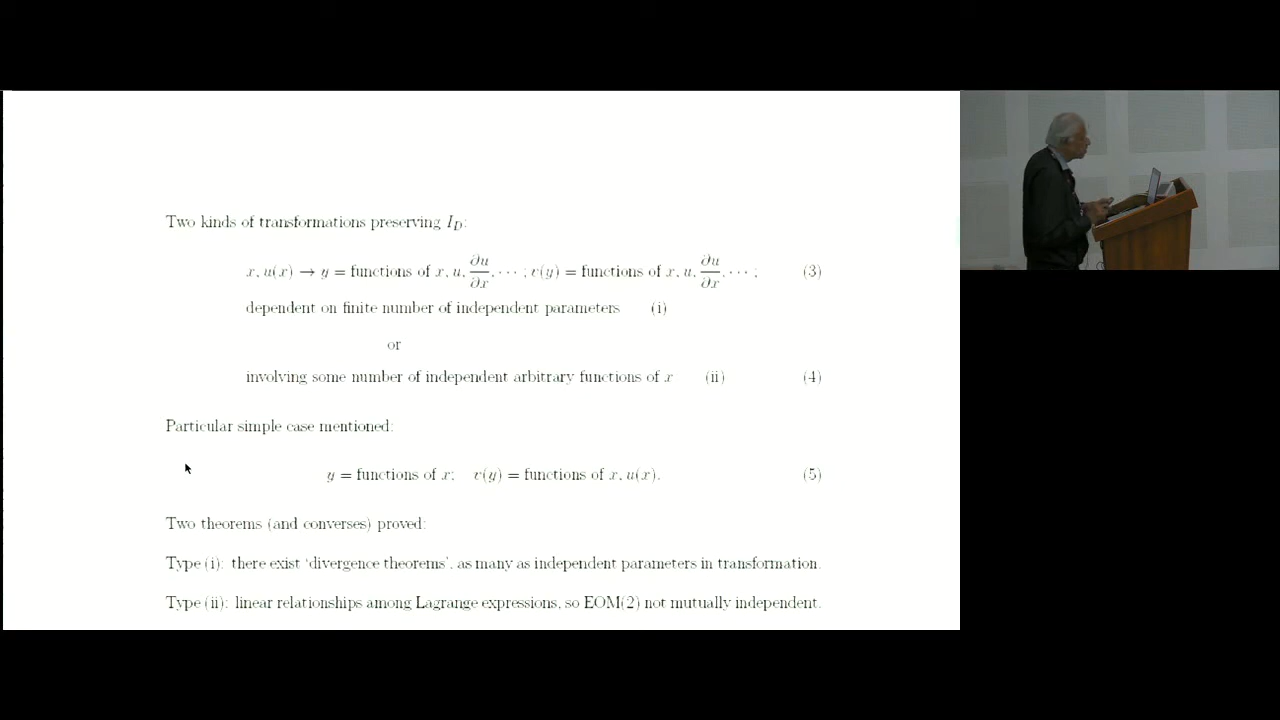 Two kinds of transformations preserving I_D:
x, u(x) → y = functions of x, u, ∂u/∂x, ··· ; v(y) = functions of x, u, ∂u/∂x, ··· ; (3)
dependent on finite number of independent parameters (i)
or
involving some number of independent arbitrary functions of x (ii) (4)
Particular simple case mentioned:
y = functions of x; v(y) = functions of x, u(x). (5)
Two theorems (and converses) proved:
Type (i): there exist ‘divergence theorems’, as many as independent parameters in transformation.
Type (ii): linear relationships among Lagrange expressions, so EOM(2) not mutually independent.